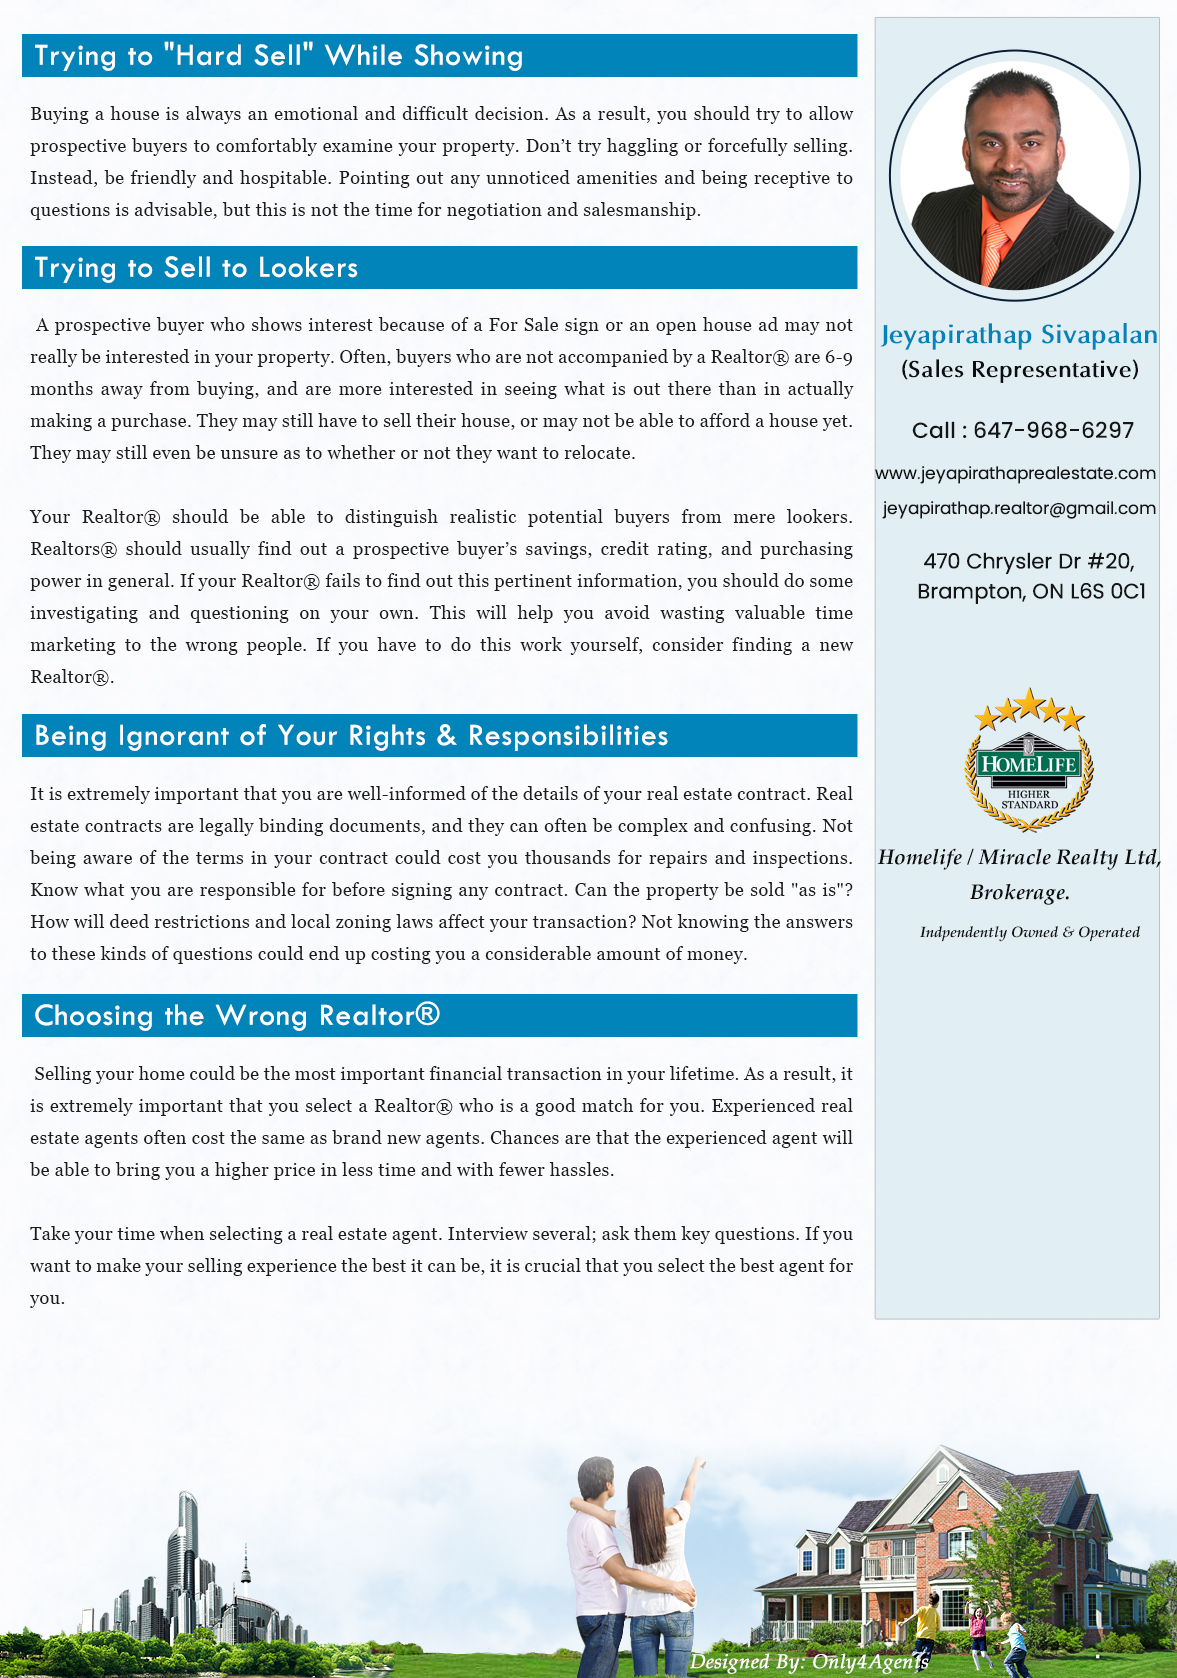 Trying to "Hard Sell" While Showing
Buying a house is always an emotional and difficult decision. As a result, you should try to allow
prospective buyers to comfortably examine your property. Don’t try haggling or forcefully selling.
Instead, be friendly and hospitable. Pointing out any unnoticed amenities and being receptive to
questions is advisable, but this is not the time for negotiation and salesmanship.
Trying to Sell to Lookers
A prospective buyer who shows interest because of a For Sale sign or an open house ad may not
really be interested in your property. Often, buyers who are not accompanied by a Realtor® are 6-9
months away from buying, and are more interested in seeing what is out there than in actually
making a purchase. They may still have to sell their house, or may not be able to afford a house yet.
They may still even be unsure as to whether or not they want to relocate.
Your Realtor® should be able to distinguish realistic potential buyers from mere lookers.
Realtors® should usually find out a prospective buyer’s savings, credit rating, and purchasing
power in general. If your Realtor® fails to find out this pertinent information, you should do some
investigating and questioning on your own. This will help you avoid wasting valuable time
marketing to the wrong people. If you have to do this work yourself, consider finding a new
Realtor®.
Being Ignorant of Your Rights & Responsibilities
It is extremely important that you are well-informed of the details of your real estate contract. Real
estate contracts are legally binding documents, and they can often be complex and confusing. Not
being aware of the terms in your contract could cost you thousands for repairs and inspections.
Know what you are responsible for before signing any contract. Can the property be sold "as is"?
How will deed restrictions and local zoning laws affect your transaction? Not knowing the answers
to these kinds of questions could end up costing you a considerable amount of money.
Choosing the Wrong Realtor®
Selling your home could be the most important financial transaction in your lifetime. As a result, it
is extremely important that you select a Realtor® who is a good match for you. Experienced real
estate agents often cost the same as brand new agents. Chances are that the experienced agent will
be able to bring you a higher price in less time and with fewer hassles.
Take your time when selecting a real estate agent. Interview several; ask them key questions. If you
want to make your selling experience the best it can be, it is crucial that you select the best agent for
you.
Jeyapirathap Sivapalan
(Sales Representative)
Call : 647-968-6297
www.jeyapirathaprealestate.com
jeyapirathap.realtor@gmail.com
470 Chrysler Dr #20,
Brampton, ON L6S 0C1
HOMELIFE
HIGHER
STANDARD
Homelife / Miracle Realty Ltd,
Brokerage.
Indpendently Owned & Operated
Designed By: Only4Agents